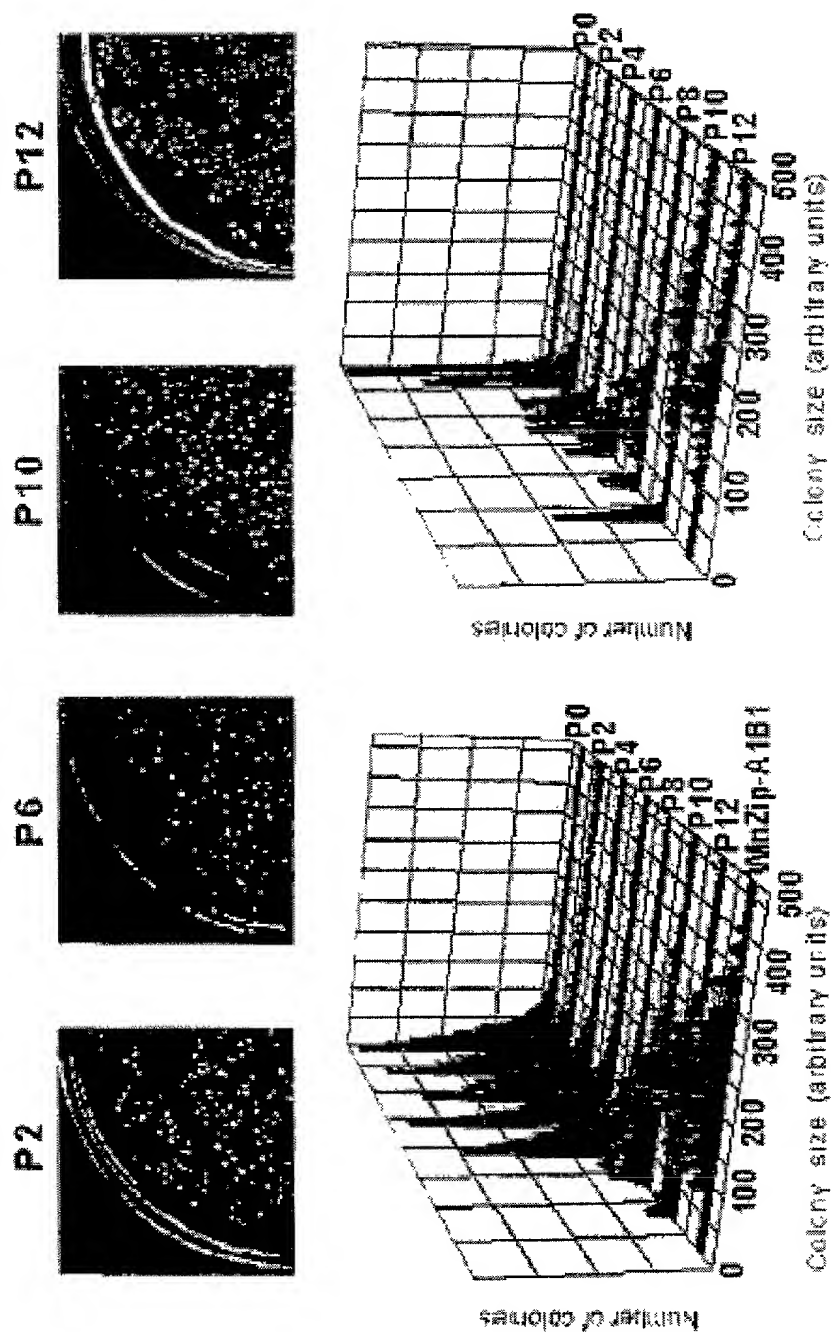 P2
P6
P10
P12
Number of colonies
P0
P2
P4
P6
P8
P10
P12
WinZip-A1B1
0
100
200
300
400
500
Colony size (arbitrary units)
Number of colonies
P0
P2
P4
P6
P8
P10
P12
0
100
200
300
400
500
Colony size (arbitrary units)